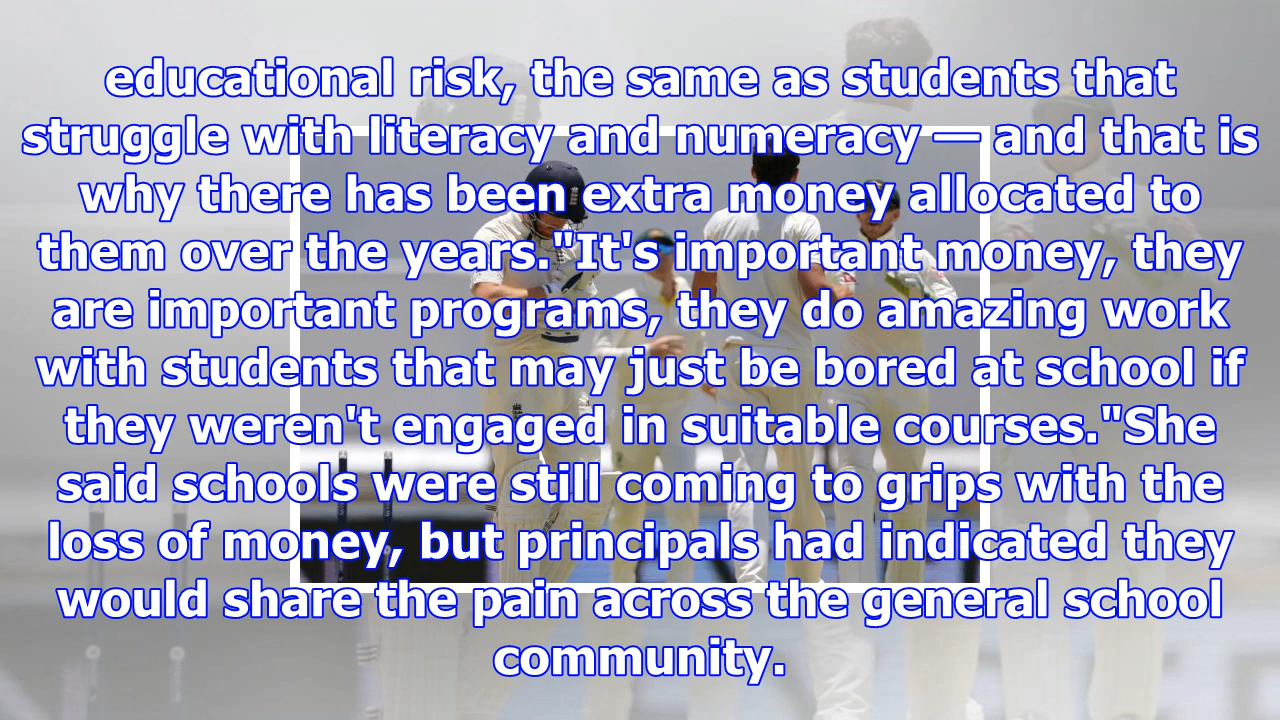 educational risk, the same as students that
struggle with literacy and numeracy — and that is
why there has been extra money allocated to
them over the years."It's important money, they
are important programs, they do amazing work
with students that may just be bored at school if
they weren't engaged in suitable courses."She
said schools were still coming to grips with the
loss of money, but principals had indicated they
would share the pain across the general school
community.